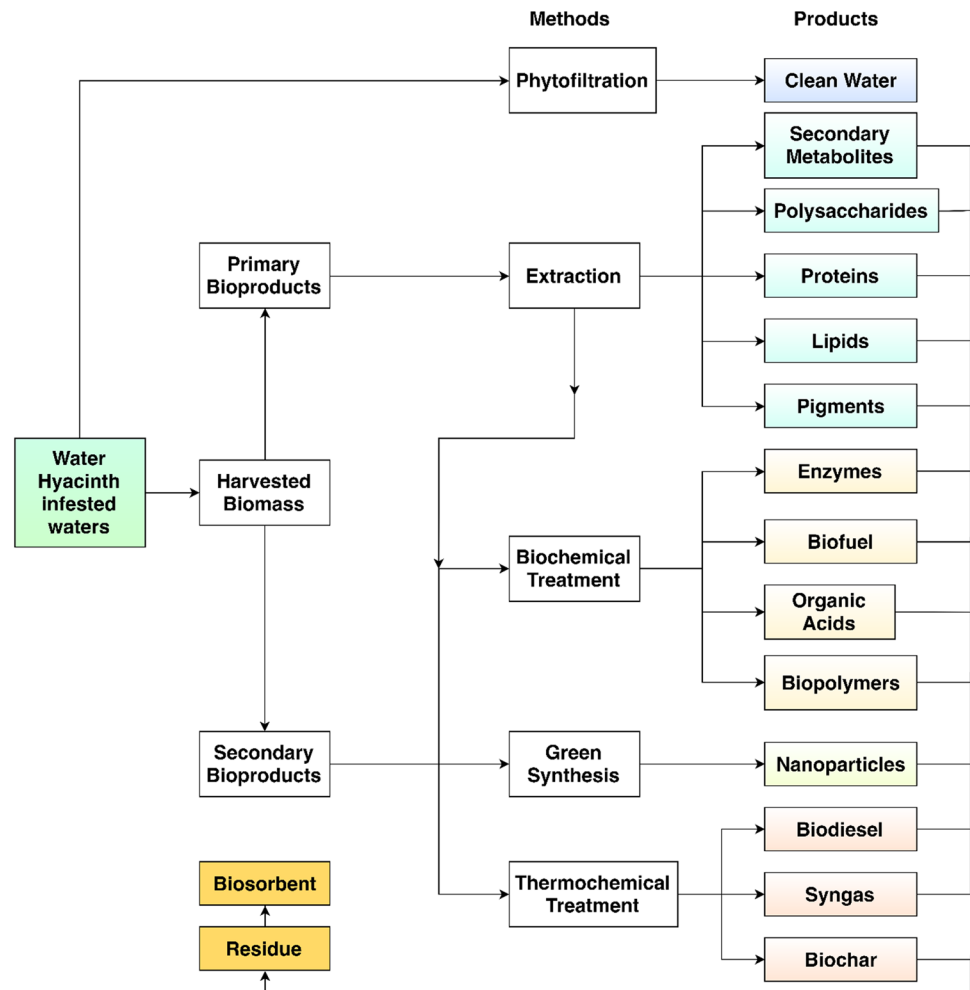 Methods
Products
Phytofiltration
Clean Water
Secondary
Metabolites
Polysaccharides
Primary
Bioproducts
Extraction
Proteins
Lipids
Pigments
Water
Hyacinth
infested
waters
Harvested
Biomass
Enzymes
Biofuel
Biochemical
Treatment
Organic
Acids
Biopolymers
Secondary
Bioproducts
Green
Synthesis
Nanoparticles
Biodiesel
Biosorbent
Thermochemical
Treatment
Syngas
Residue
Biochar